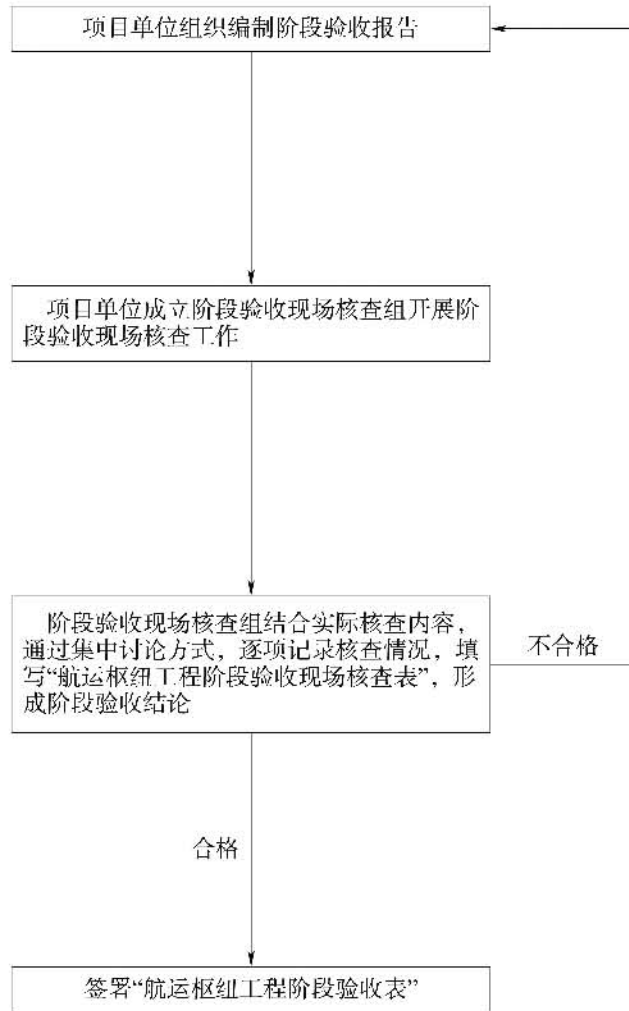 项目单位组织编制阶段验收报告
项目单位成立阶段验收现场核查组开展阶
段验收现场核查工作
阶段验收现场核查组结合实际核查内容，
通过集中讨论方式，逐项记录核查情况，填
写“航运枢纽工程阶段验收现场核查表”，形
成阶段验收结论
不合格
合格
签署“航运枢纽工程阶段验收表”